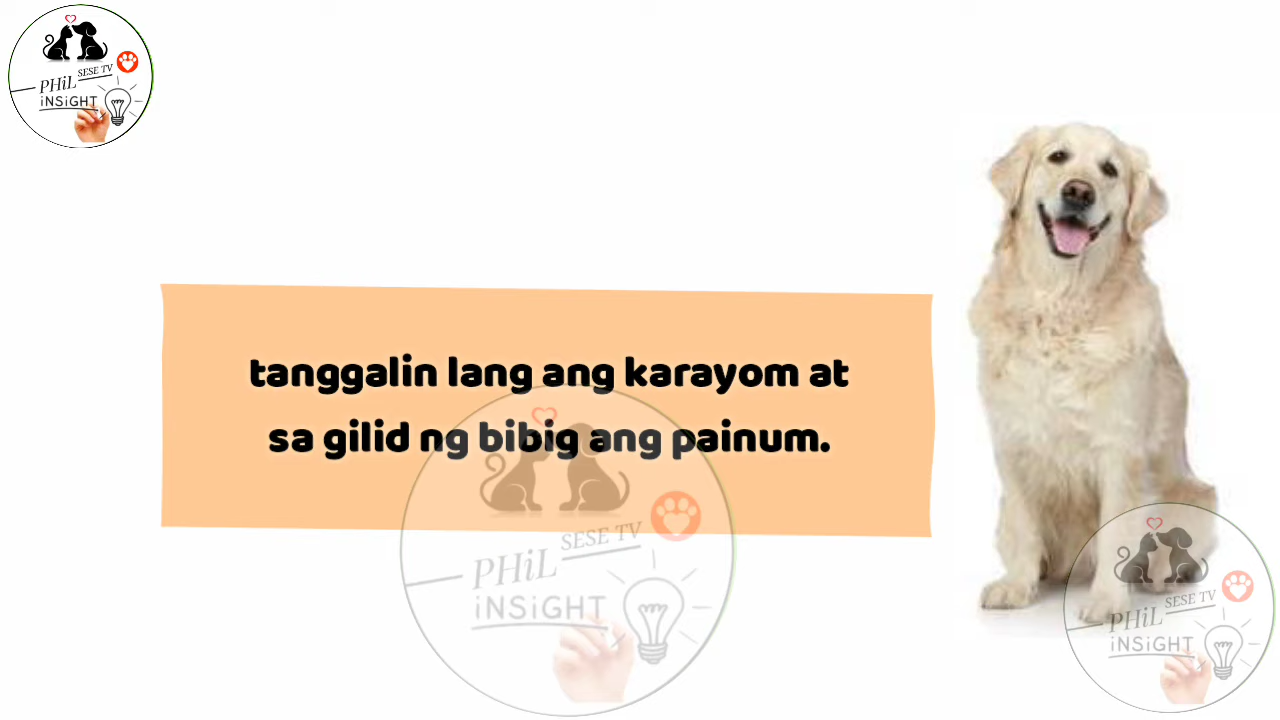 SESE TV
PHiL
iNSiGHT
tanggalin lang ang karayom at
sa gilid ng bibig ang painum.
SESE TV
PHiL
iNSiGHT
SESE TV
PHiL
iNSiGHT